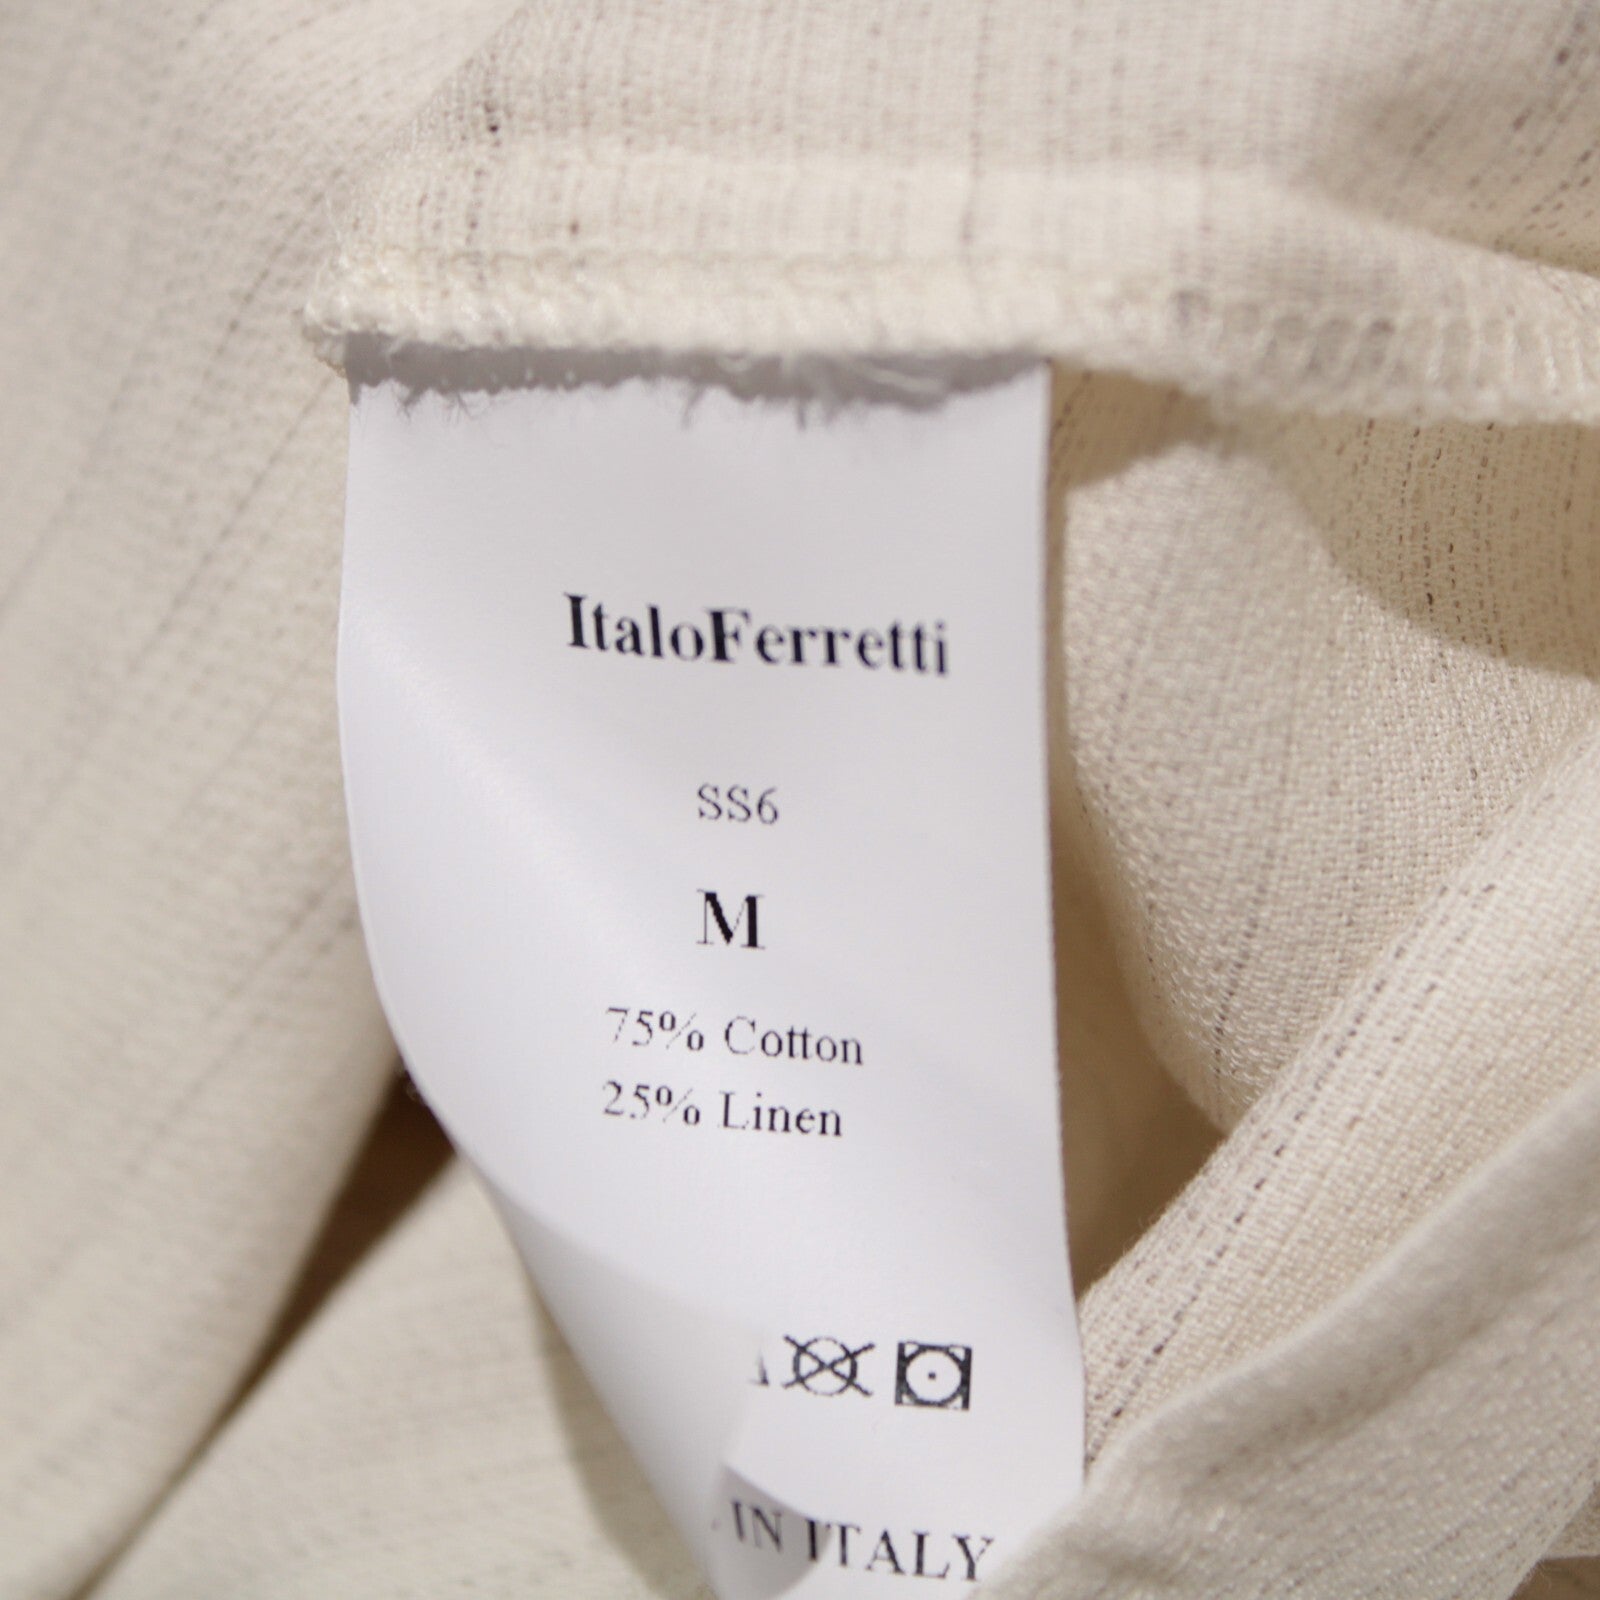 ItaloFerretti
SS6
M
75% Cotton
25% Linen
IN ITALY